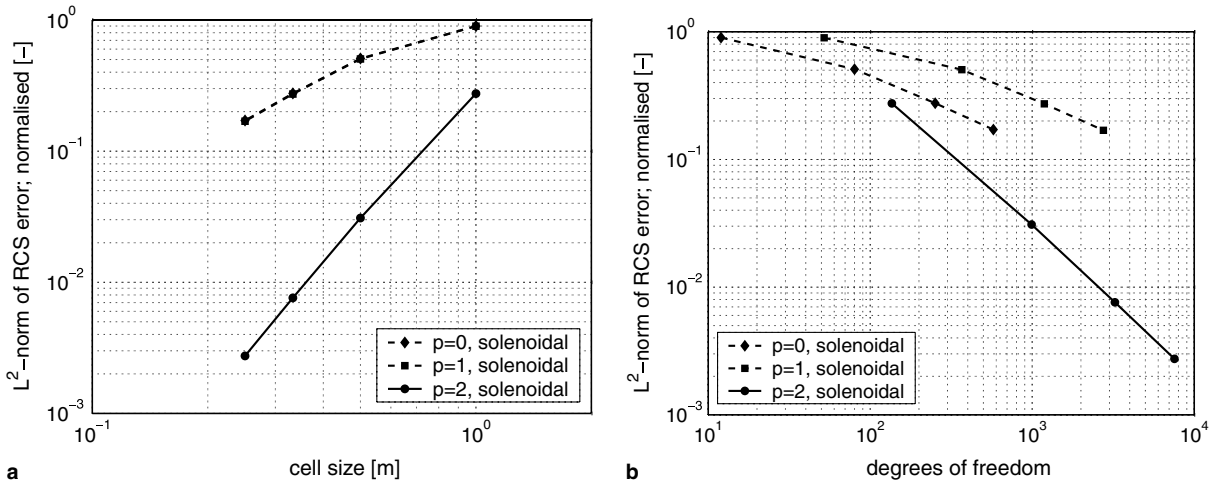 10^0
10^-1
10^-2
10^-3
10^-1
10^0
L^2-norm of RCS error; normalised [-]
cell size [m]
p=0, solenoidal
p=1, solenoidal
p=2, solenoidal
a
10^0
10^-1
10^-2
10^-3
10^1
10^2
10^3
10^4
L^2-norm of RCS error; normalised [-]
degrees of freedom
p=0, solenoidal
p=1, solenoidal
p=2, solenoidal
b